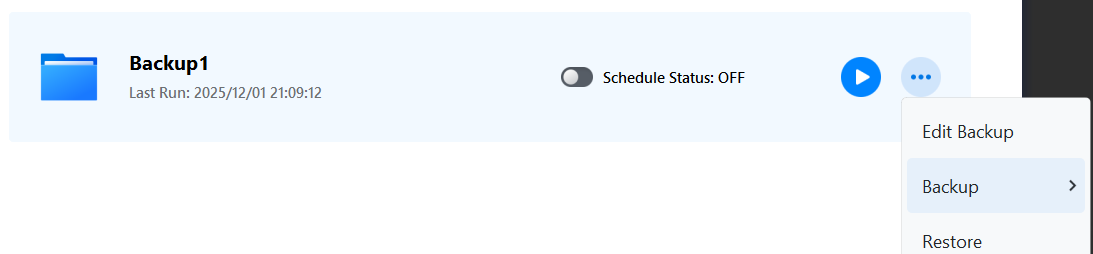 Backup1
Last Run: 2025/12/01 21:09:12
Schedule Status: OFF
Edit Backup
Backup
Restore